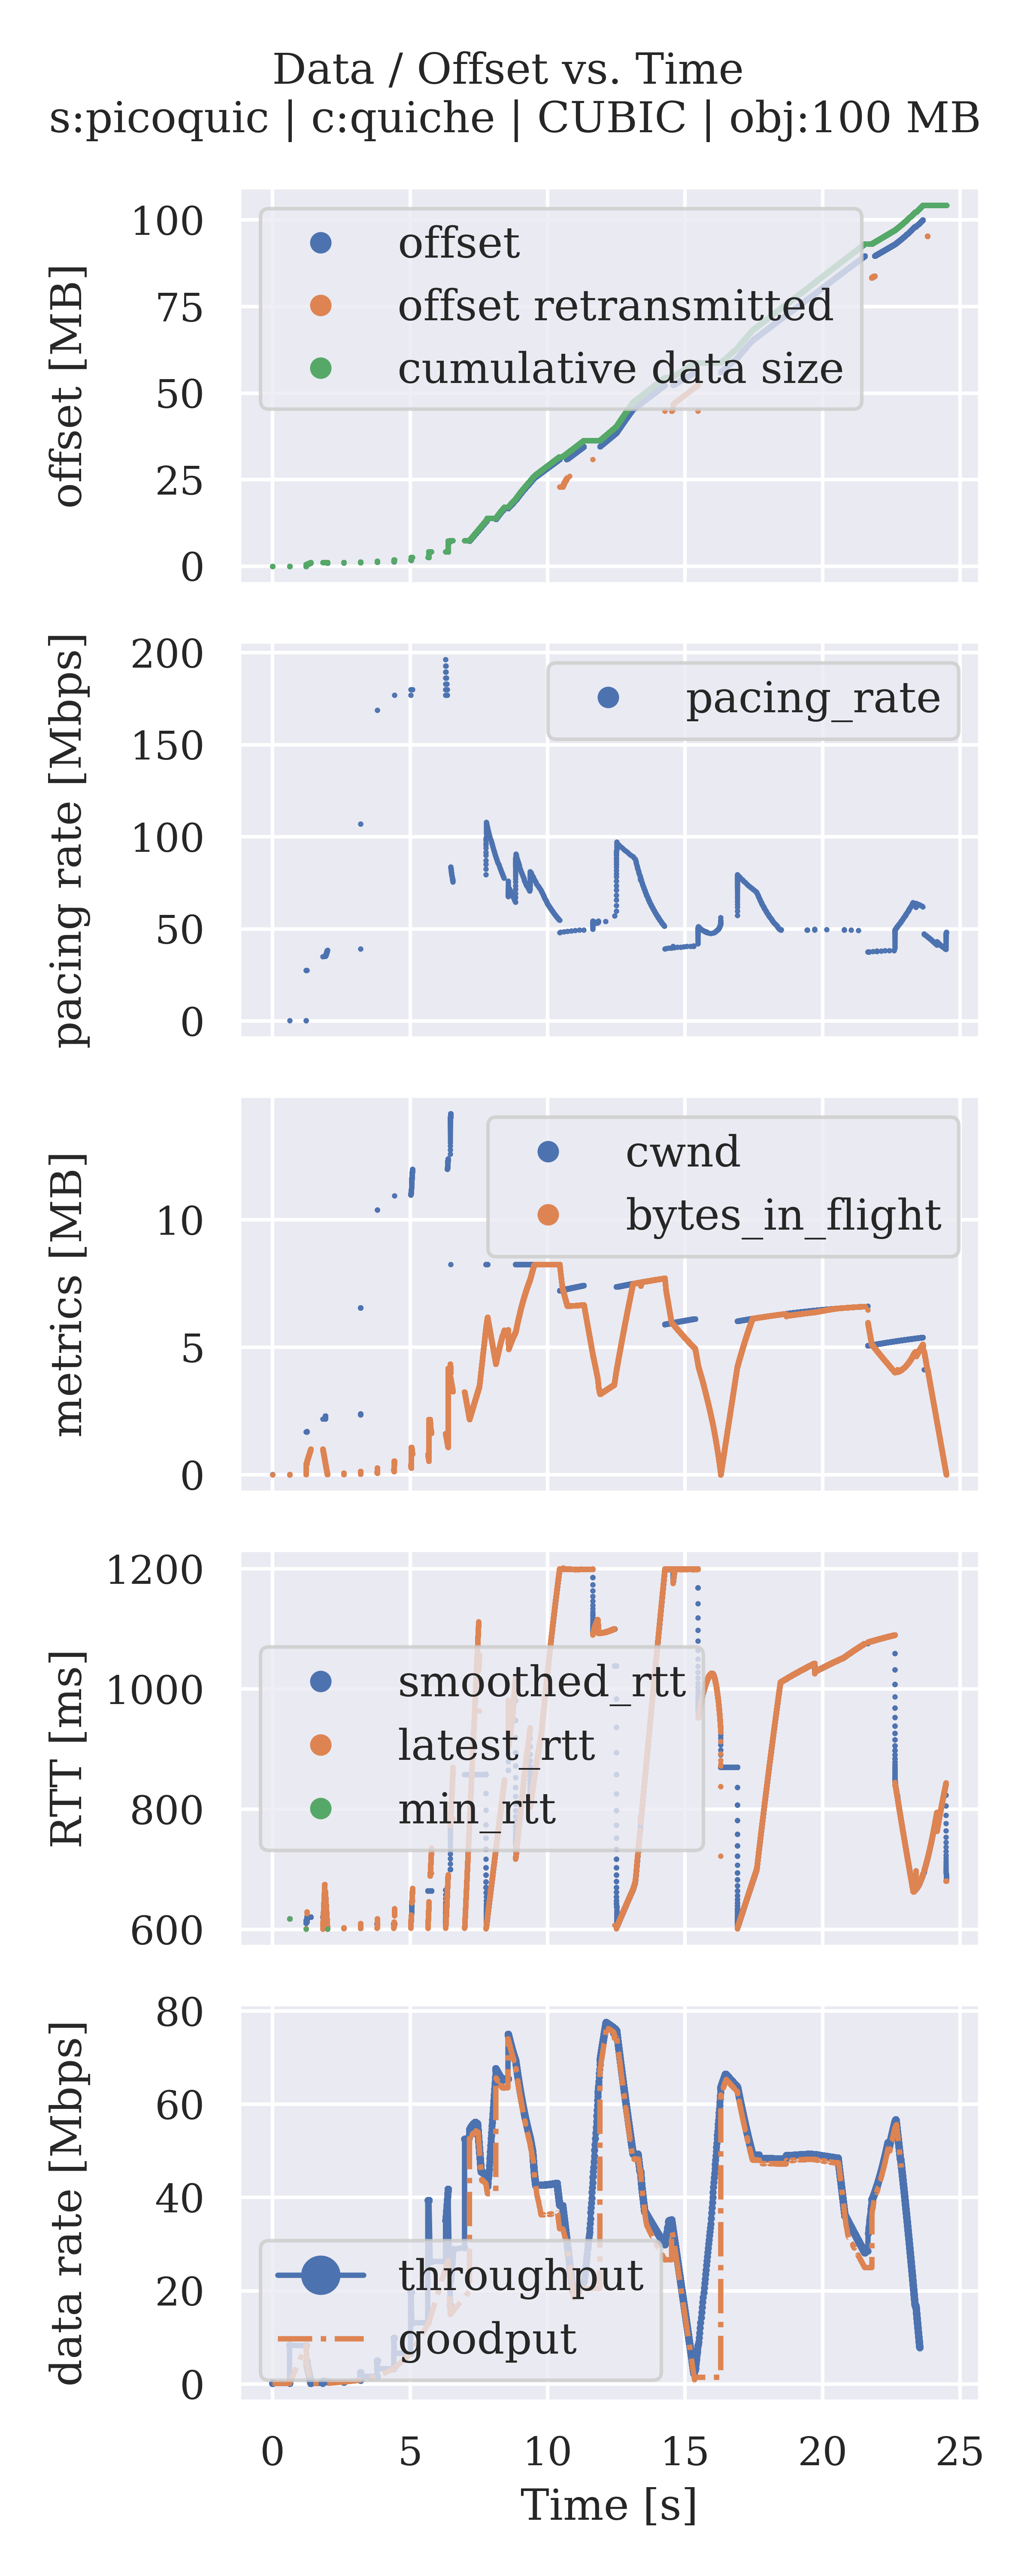 Data / Offset vs. Time
s:picoquic | c:quiche | CUBIC | obj:100 MB
offset [MB]
100
75
50
25
0
offset
offset retransmitted
cumulative data size
pacing rate [Mbps]
200
150
100
50
0
pacing_rate
metrics [MB]
10
5
0
cwnd
bytes_in_flight
RTT [ms]
1200
1000
800
600
smoothed_rtt
latest_rtt
min_rtt
data rate [Mbps]
80
60
40
20
0
throughput
goodput
0 5 10 15 20 25
Time [s]